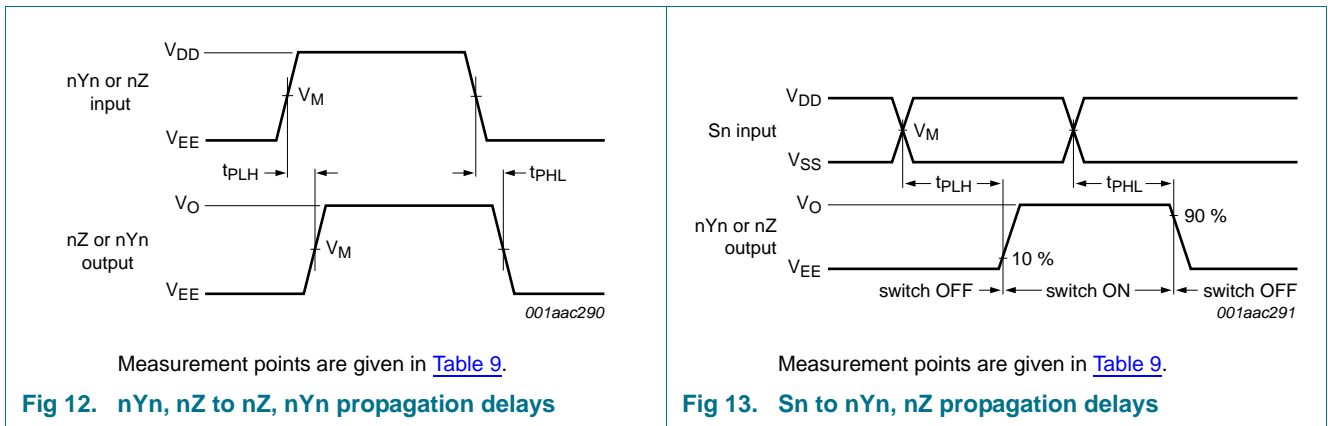 VDD
nYn or nZ
input
VM
VEE
tPLH
tPHL
VO
nZ or nYn
output
VM
VEE
001aac290
Measurement points are given in Table 9.
Fig 12. nYn, nZ to nZ, nYn propagation delays
VDD
Sn input
VM
VSS
tPLH
tPHL
VO
90 %
nYn or nZ
output
10 %
VEE
switch OFF
switch ON
switch OFF
001aac291
Measurement points are given in Table 9.
Fig 13. Sn to nYn, nZ propagation delays